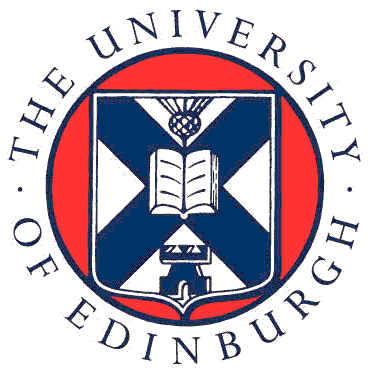 THE UNIVERSITY
OF EDINBURGH